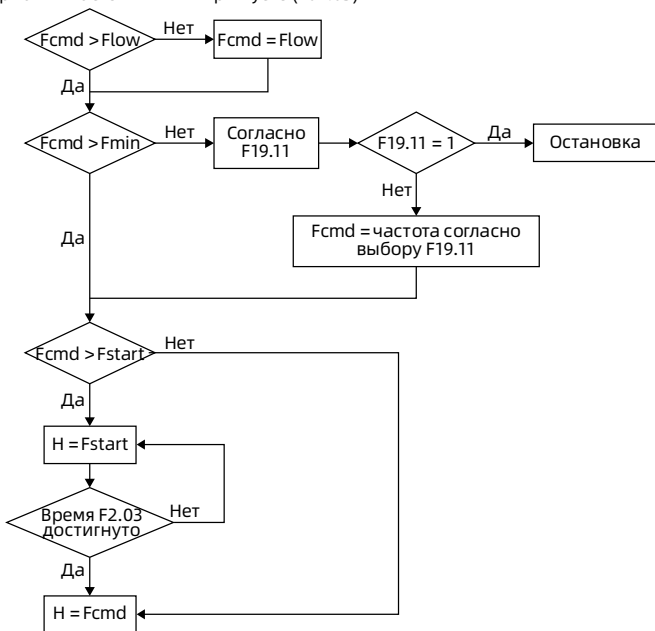 Fcmd >Flow
Нет
Fcmd =Flow
Да
Fcmd >Fmin
Нет
Согласно
F19.11
F19.11 = 1
Да
Остановка
Нет
Fcmd =частота согласно
выбору F19.11
Да
Fcmd >Fstart
Нет
Да
H =Fstart
Время F2.03
достигнуто
Нет
Да
H =Fcmd